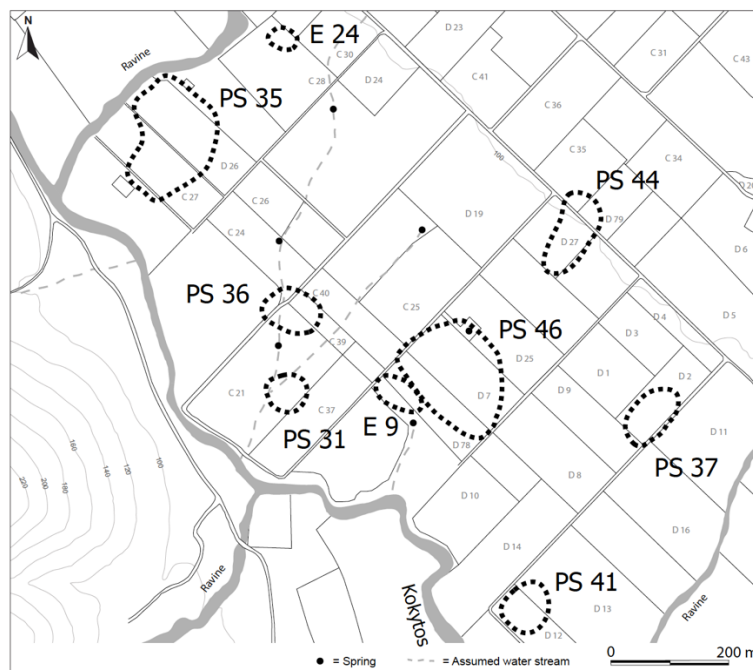 N
Ravine
E 24
C 30
D 23
C 31
C 43
C 28
D 24
C 41
PS 35
C 36
C 35
C 34
PS 44
100
D 26
C 27
C 26
D 19
D 79
D 27
D 6
C 24
PS 36
C 40
C 25
PS 46
D 4
D 5
D 3
C 39
D 25
D 1
D 2
C 21
D 7
D 9
D 11
PS 31
C 37
E 9
D 78
PS 37
160
120
100
140
200
180
220
D 10
D 8
D 16
D 14
Ravine
Kokytos
PS 41
D 13
D 12
Ravine
= Spring
= Assumed water stream
0 200 m